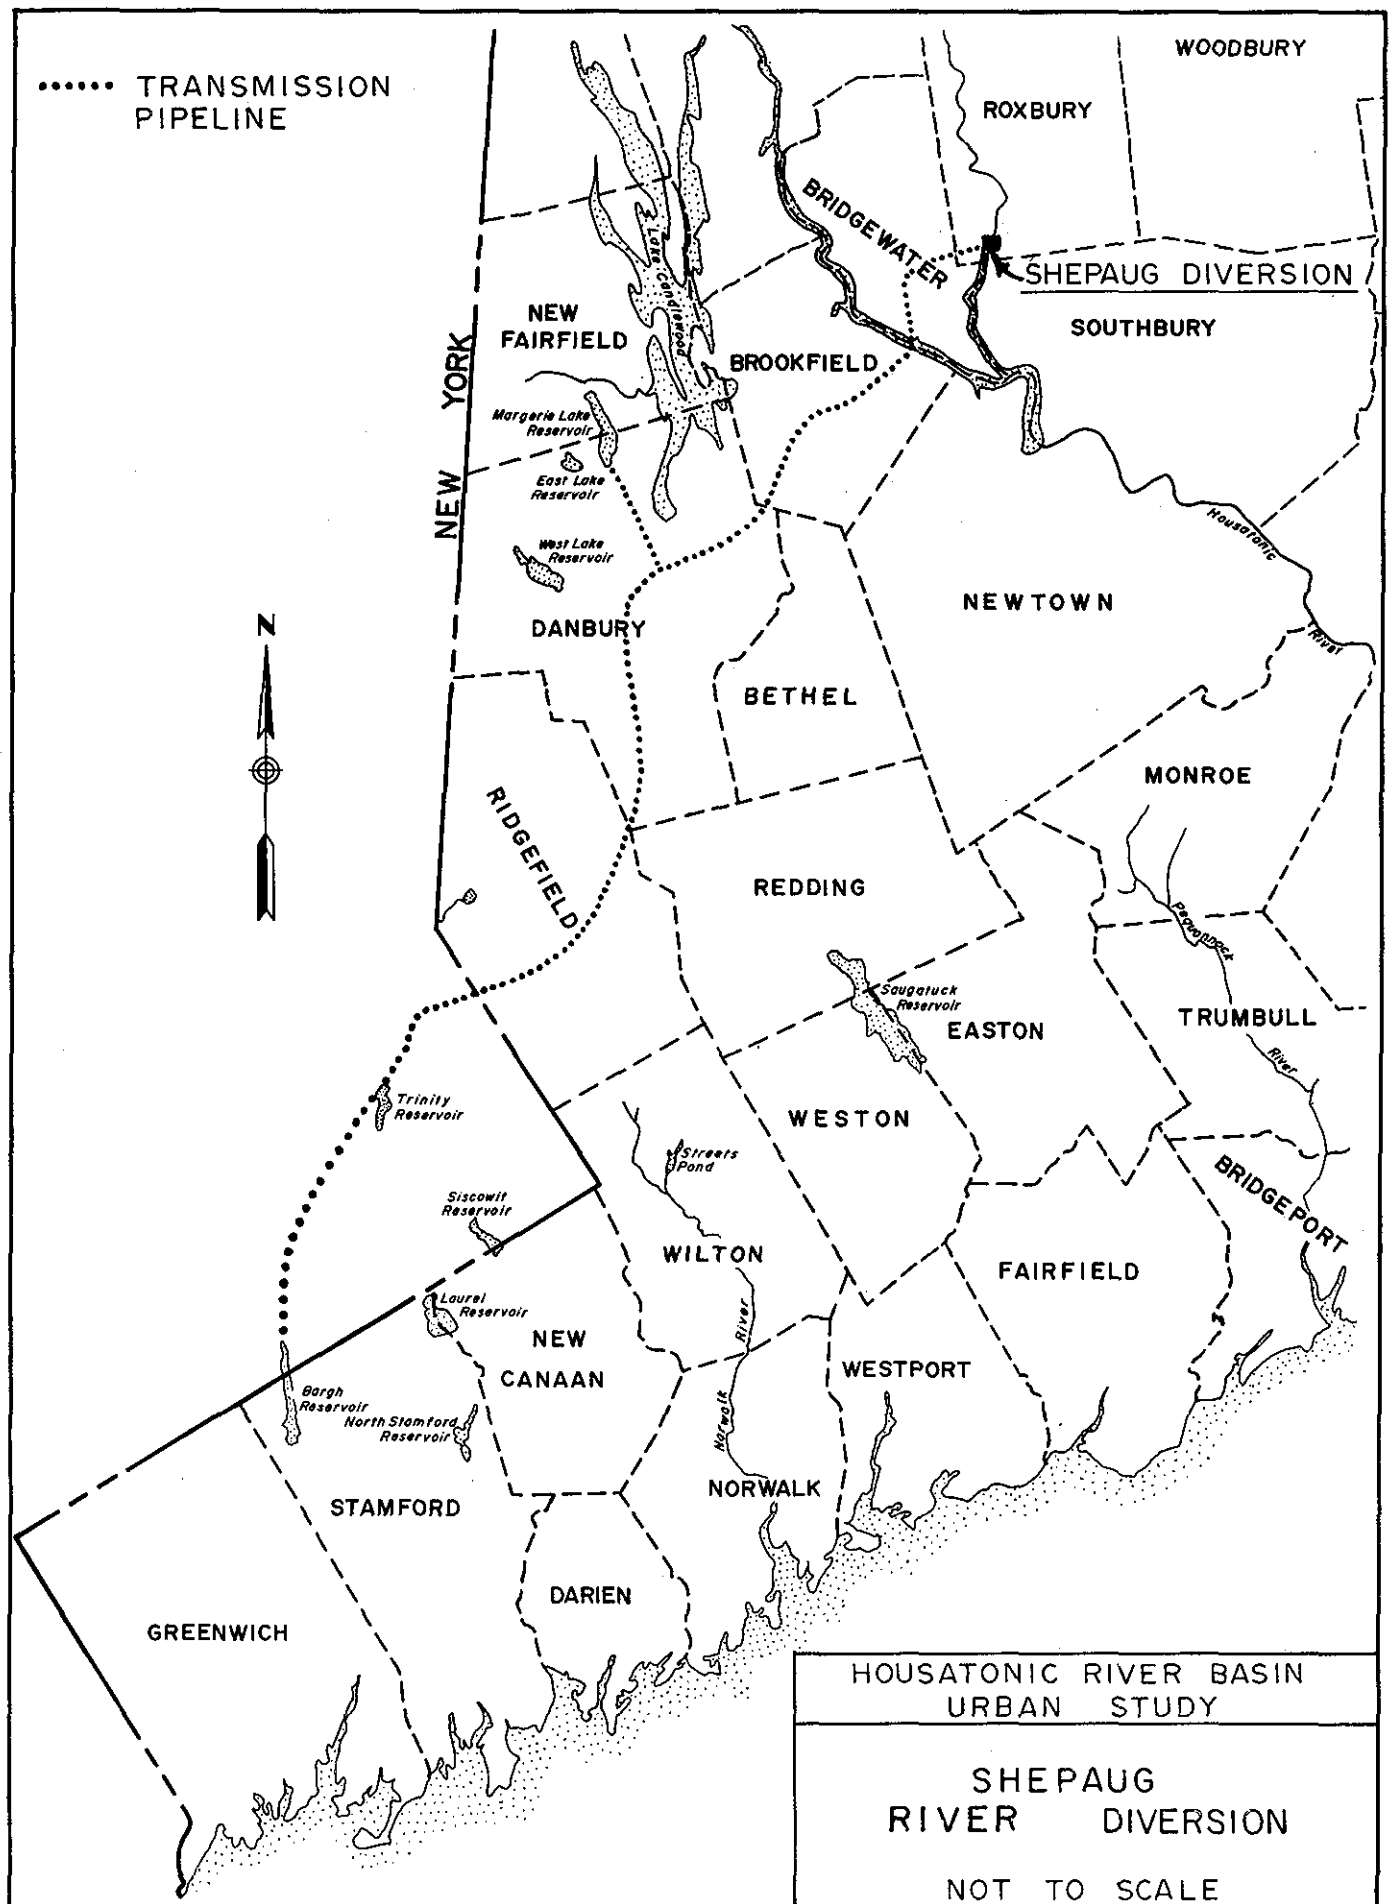 TRANSMISSION
PIPELINE
WOODBURY
ROXBURY
BRIDGEWATER
SHEPAUG DIVERSION
SOUTHBURY
Lake Candlewood
NEW
FAIRFIELD
BROOKFIELD
NEW YORK
Margerie Lake
Reservoir
East Lake
Reservoir
West Lake
Reservoir
Housatonic
River
NEWTOWN
DANBURY
N
BETHEL
MONROE
RIDGEFIELD
REDDING
Pequonnock
River
Saugatuck
Reservoir
EASTON
TRUMBULL
Trinity
Reservoir
WESTON
Streets
Pond
BRIDGEPORT
Siscowit
Reservoir
WILTON
FAIRFIELD
Laurel
Reservoir
NEW
CANAAN
River
Norwalk
WESTPORT
Bargh
Reservoir
North Stamford
Reservoir
NORWALK
STAMFORD
DARIEN
GREENWICH
HOUSATONIC RIVER BASIN
URBAN STUDY
SHEPAUG
RIVER DIVERSION
NOT TO SCALE